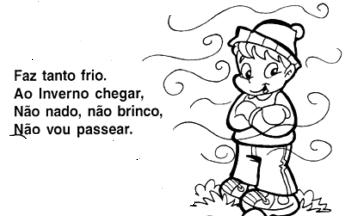 Faz tanto frio.
Ao Inverno chegar,
Não nado, não brinco,
Não vou passear.